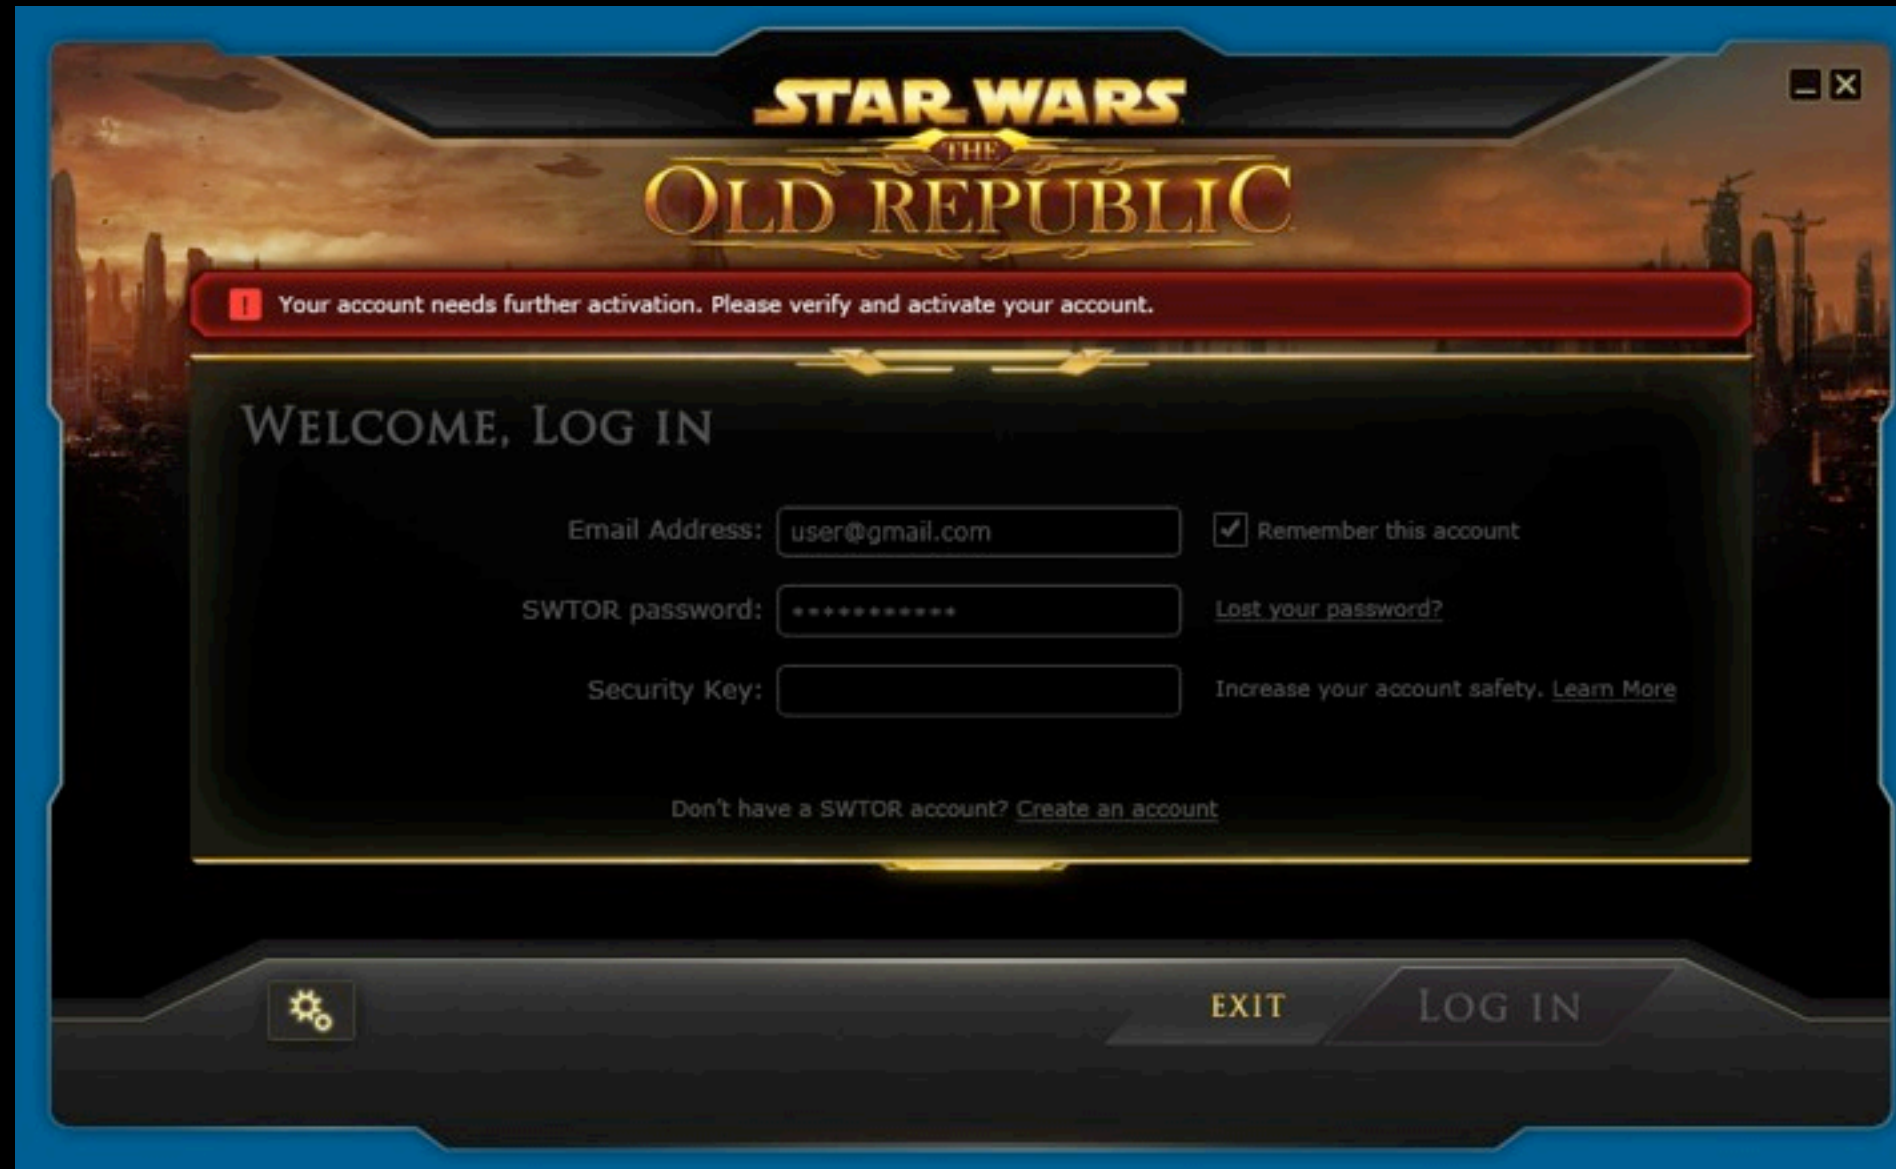 STAR WARS
THE
OLD REPUBLIC
! Your account needs further activation. Please verify and activate your account.
WELCOME, LOG IN
Email Address: user@gmail.com Remember this account
SWTOR password: *********** Lost your password?
Security Key: Increase your account safety. Learn More
Don't have a SWTOR account? Create an account
EXIT LOG IN